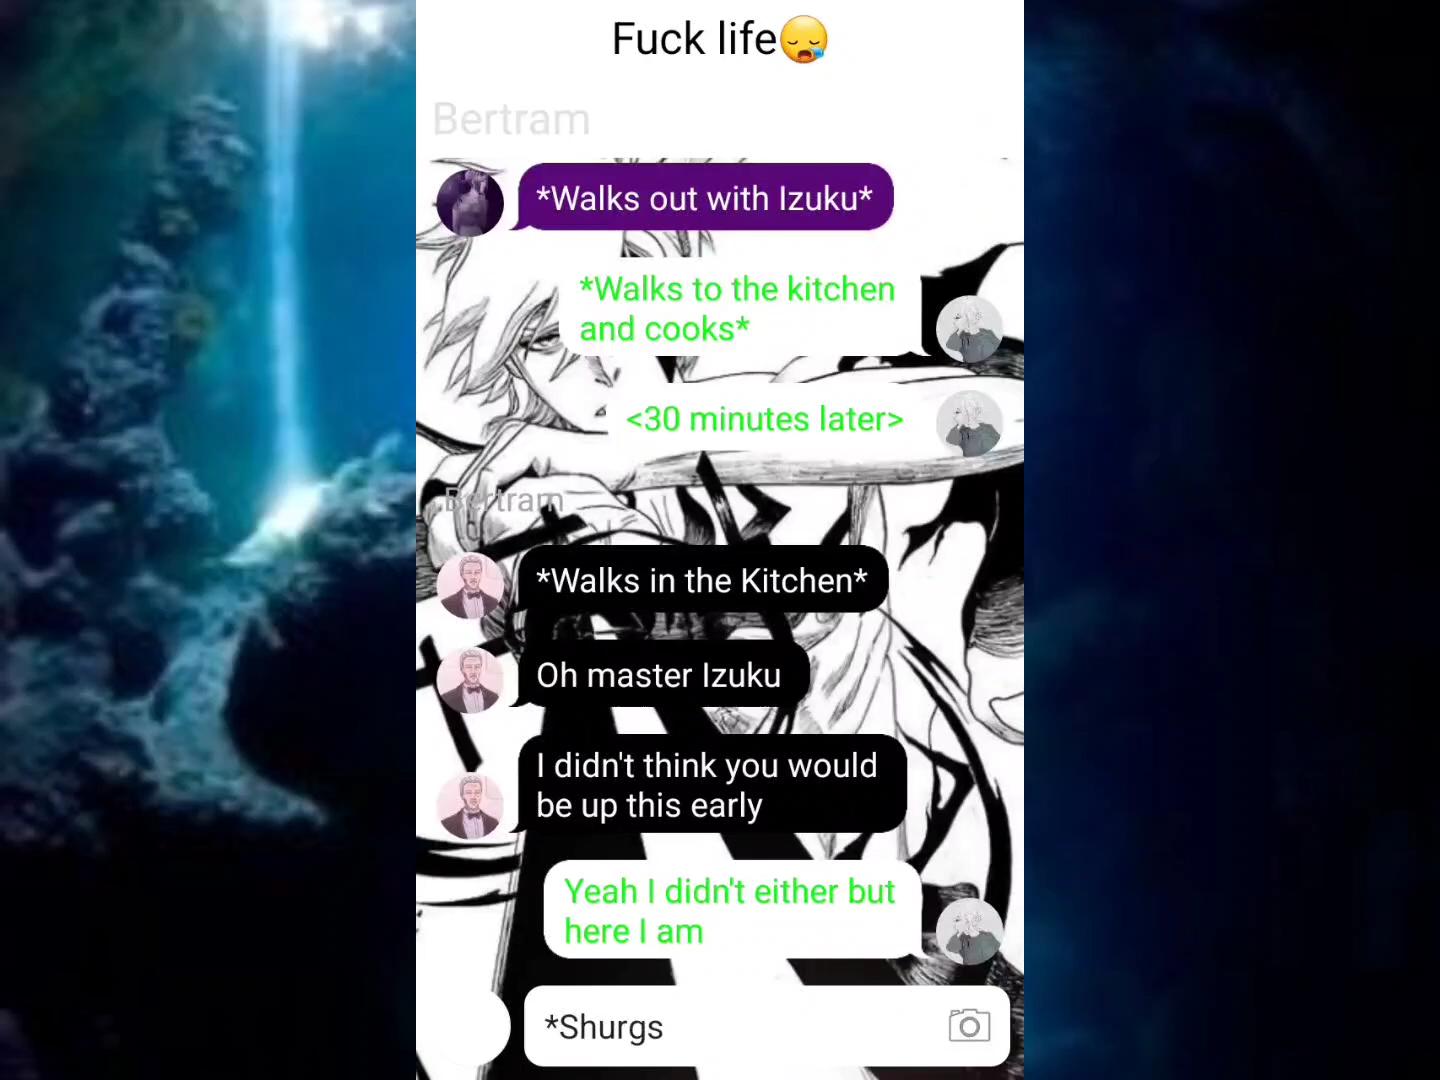 Fuck life😪
Bertram
*Walks out with Izuku*
*Walks to the kitchen
and cooks*
<30 minutes later>
.Bertram
*Walks in the Kitchen*
Oh master Izuku
I didn't think you would
be up this early
Yeah I didn't either but
here I am
*Shurgs